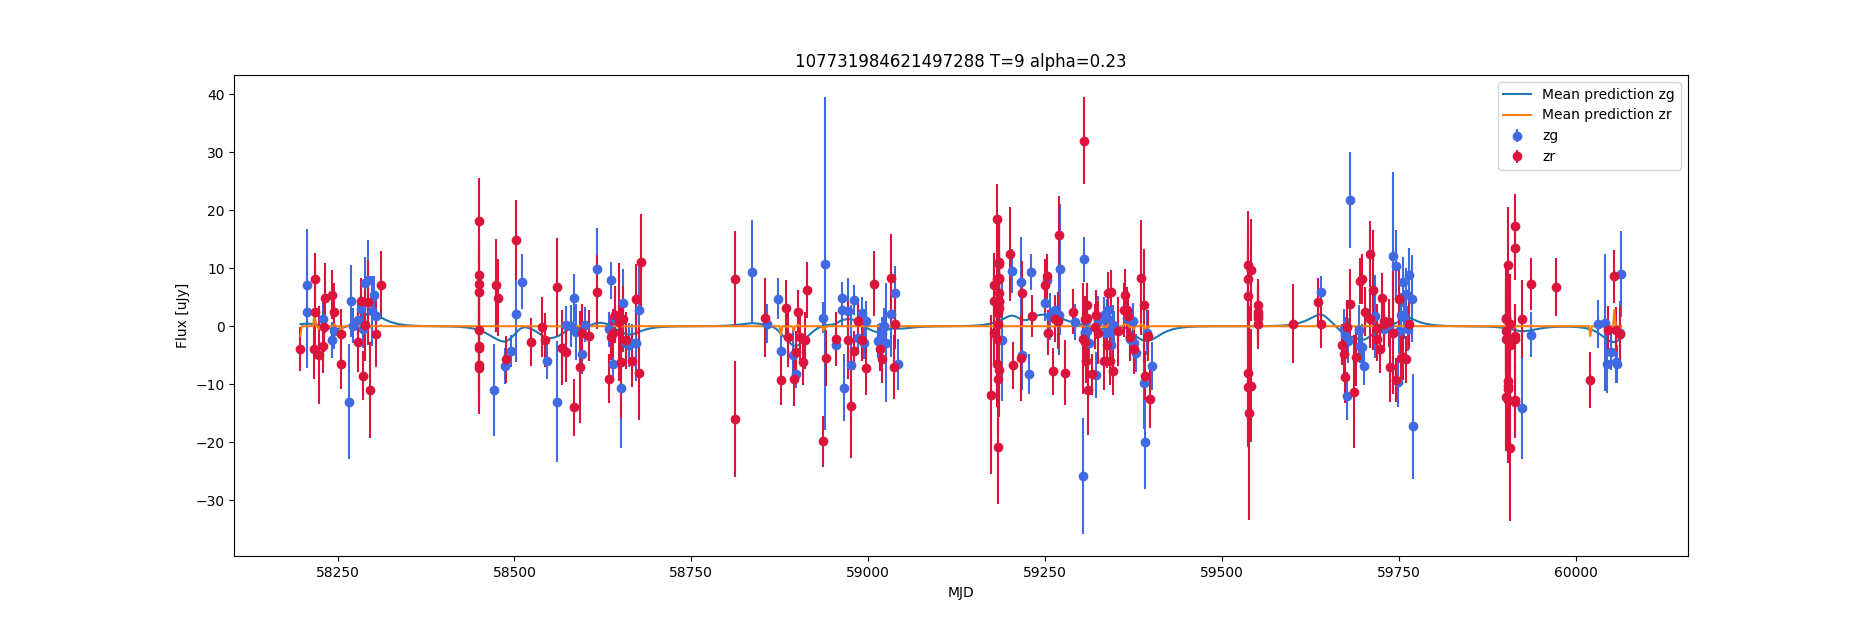 107731984621497288 T=9 alpha=0.23
Mean prediction zg
Mean prediction zr
zg
zr
40
30
20
10
0
−10
−20
−30
Flux [uJy]
58250 58500 58750 59000 59250 59500 59750 60000
MJD